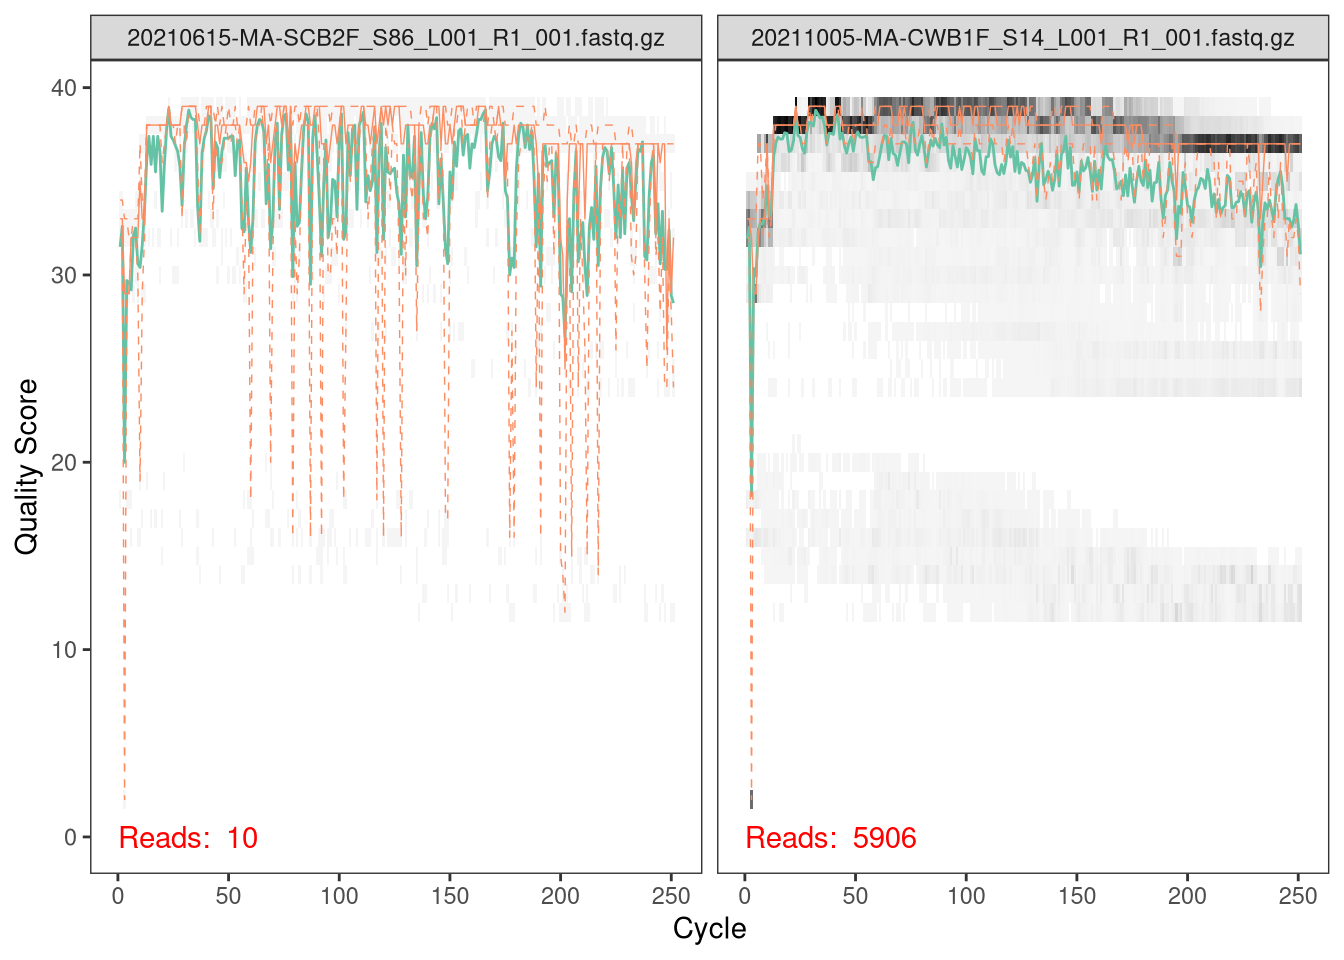 20210615-MA-SCB2F_S86_L001_R1_001.fastq.gz
20211005-MA-CWB1F_S14_L001_R1_001.fastq.gz
Quality Score
40
30
20
10
0
Reads: 10
Reads: 5906
0 50 100 150 200 250
0 50 100 150 200 250
Cycle